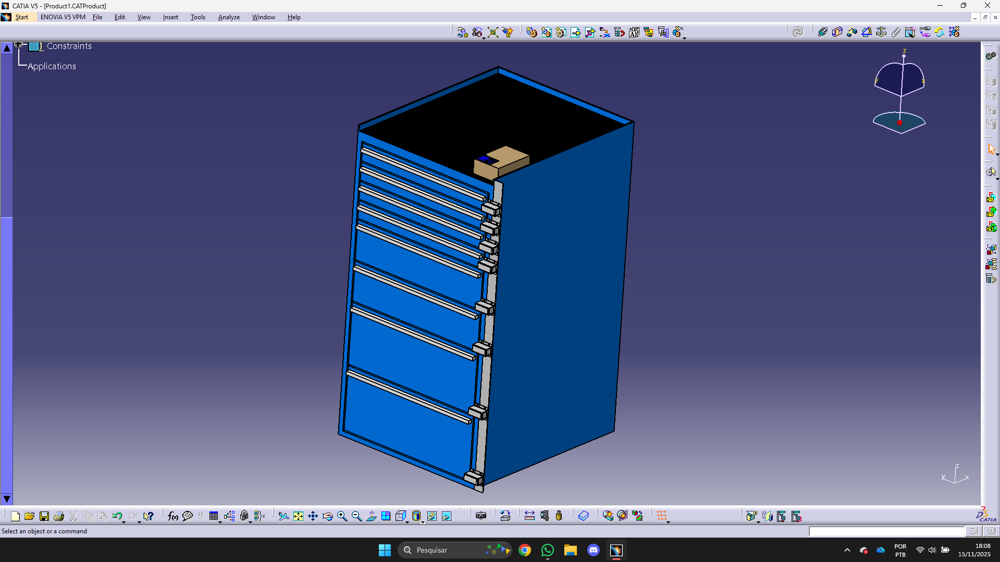 CATIA V5 - [Product1.CATProduct]
Start ENOVIA V5 VPM File Edit View Insert Tools Analyze Window Help
Constraints
Applications
z
y x
z
y x
f(x)
DS CATIA
Select an object or a command
Pesquisar
POR
PTB
18:08
15/11/2025